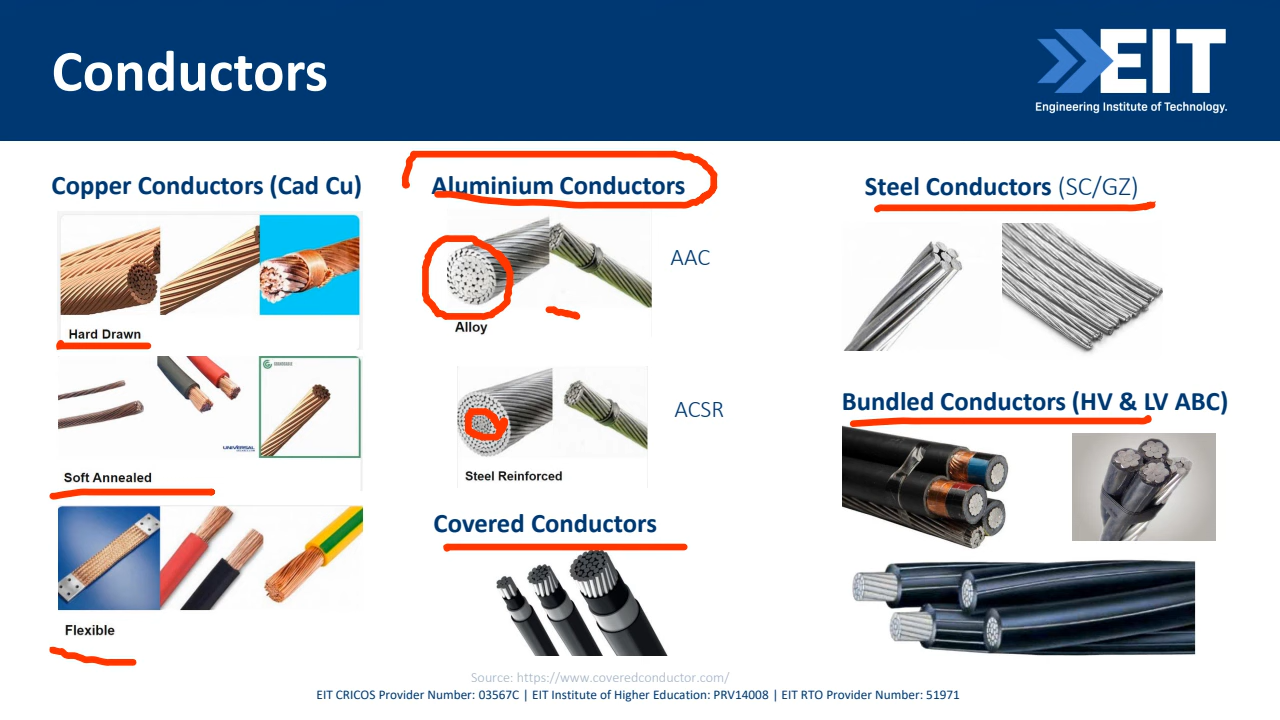 Conductors
EIT
Engineering Institute of Technology.
Copper Conductors (Cad Cu)
Hard Drawn
UNIVERSAL
Soft Annealed
Flexible
Aluminium Conductors
AAC
Alloy
ACSR
Steel Reinforced
Covered Conductors
Steel Conductors (SC/GZ)
Bundled Conductors (HV & LV ABC)
Source: https://www.coveredconductor.com/
EIT CRICOS Provider Number: 03567C | EIT Institute of Higher Education: PRV14008 | EIT RTO Provider Number: 51971